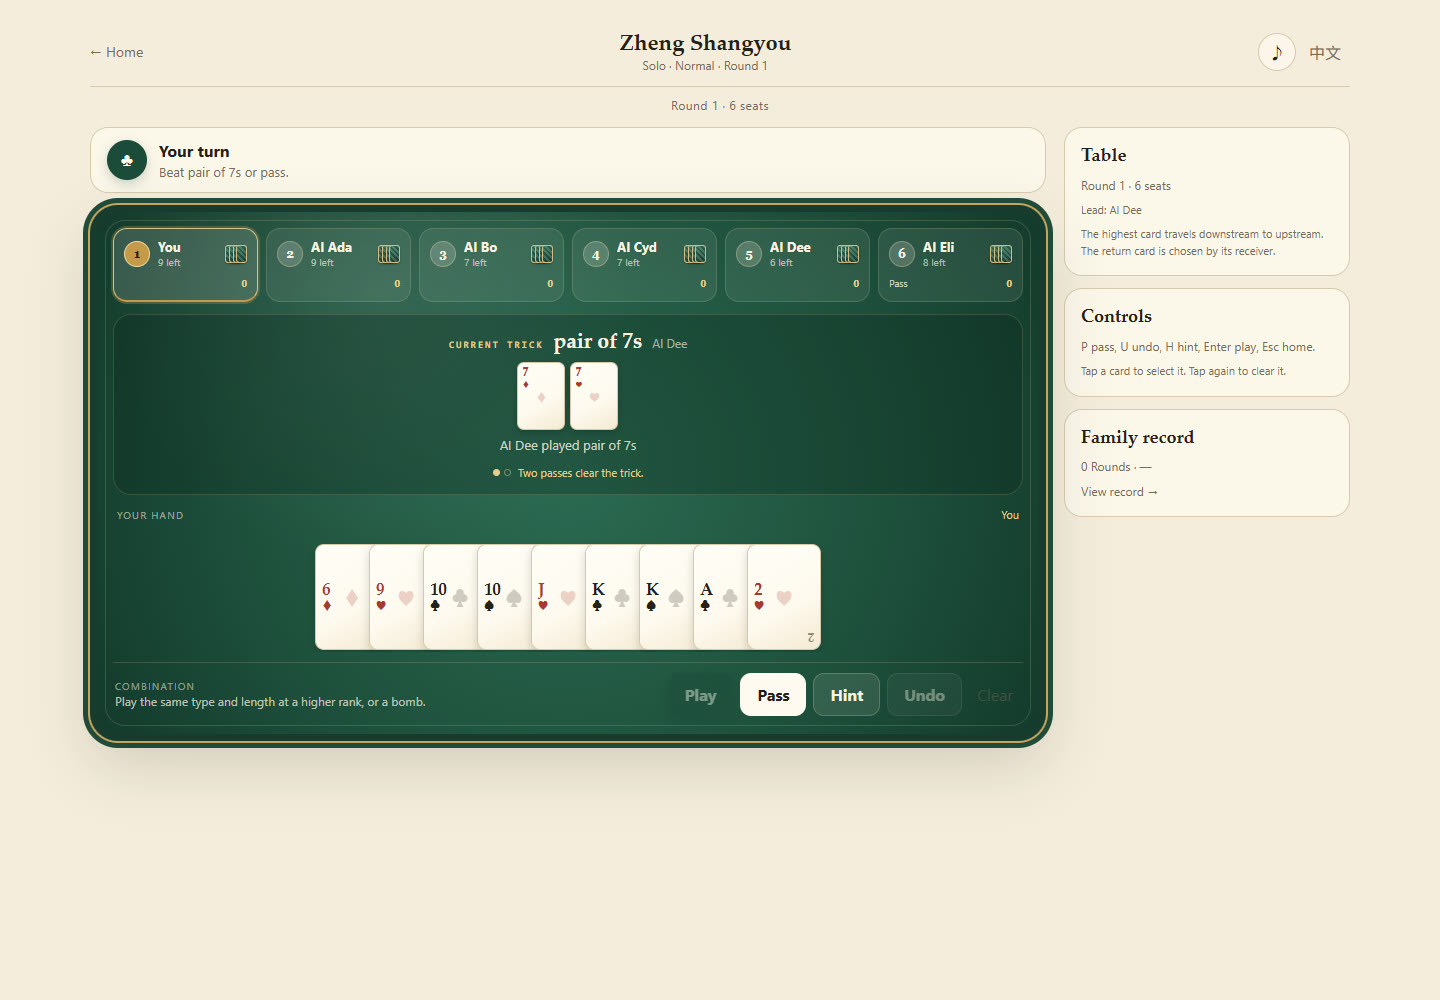 ← Home
Zheng Shangyou
Solo · Normal · Round 1
♪
中文
Round 1 · 6 seats
♣
Your turn
Beat pair of 7s or pass.
1
You
9 left
0
2
AI Ada
9 left
0
3
AI Bo
7 left
0
4
AI Cyd
7 left
0
5
AI Dee
6 left
0
6
AI Eli
8 left
Pass
0
CURRENT TRICK pair of 7s AI Dee
7 7
AI Dee played pair of 7s
Two passes clear the trick.
YOUR HAND
You
6 9 10 10 J K K A 2
2
COMBINATION
Play the same type and length at a higher rank, or a bomb.
Play
Pass
Hint
Undo
Clear
Table
Round 1 · 6 seats
Lead: AI Dee
The highest card travels downstream to upstream.
The return card is chosen by its receiver.
Controls
P pass, U undo, H hint, Enter play, Esc home.
Tap a card to select it. Tap again to clear it.
Family record
0 Rounds · —
View record →